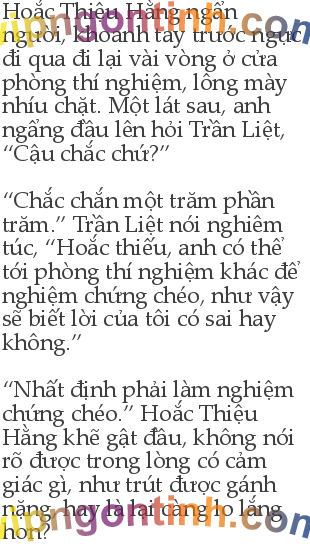 Hoắc Thiệu Hằng ngẩn
người, khoanh tay trước ngực
đi qua đi lại vài vòng ở cửa
phòng thí nghiệm, lông mày
nhíu chặt. Một lát sau, anh
ngẩng đầu lên hỏi Trần Liệt,
“Cậu chắc chứ?”
“Chắc chắn một trăm phần
trăm.” Trần Liệt nói nghiêm
túc, “Hoắc thiếu, anh có thể
tới phòng thí nghiệm khác để
nghiệm chứng chéo, như vậy
sẽ biết lời của tôi có sai hay
không.”
“Nhất định phải làm nghiệm
chứng chéo.” Hoắc Thiệu
Hằng khẽ gật đầu, không nói
rõ được trong lòng có cảm
giác gì, như trút được gánh
nặng, hay là lại càng lo lắng
hơn?